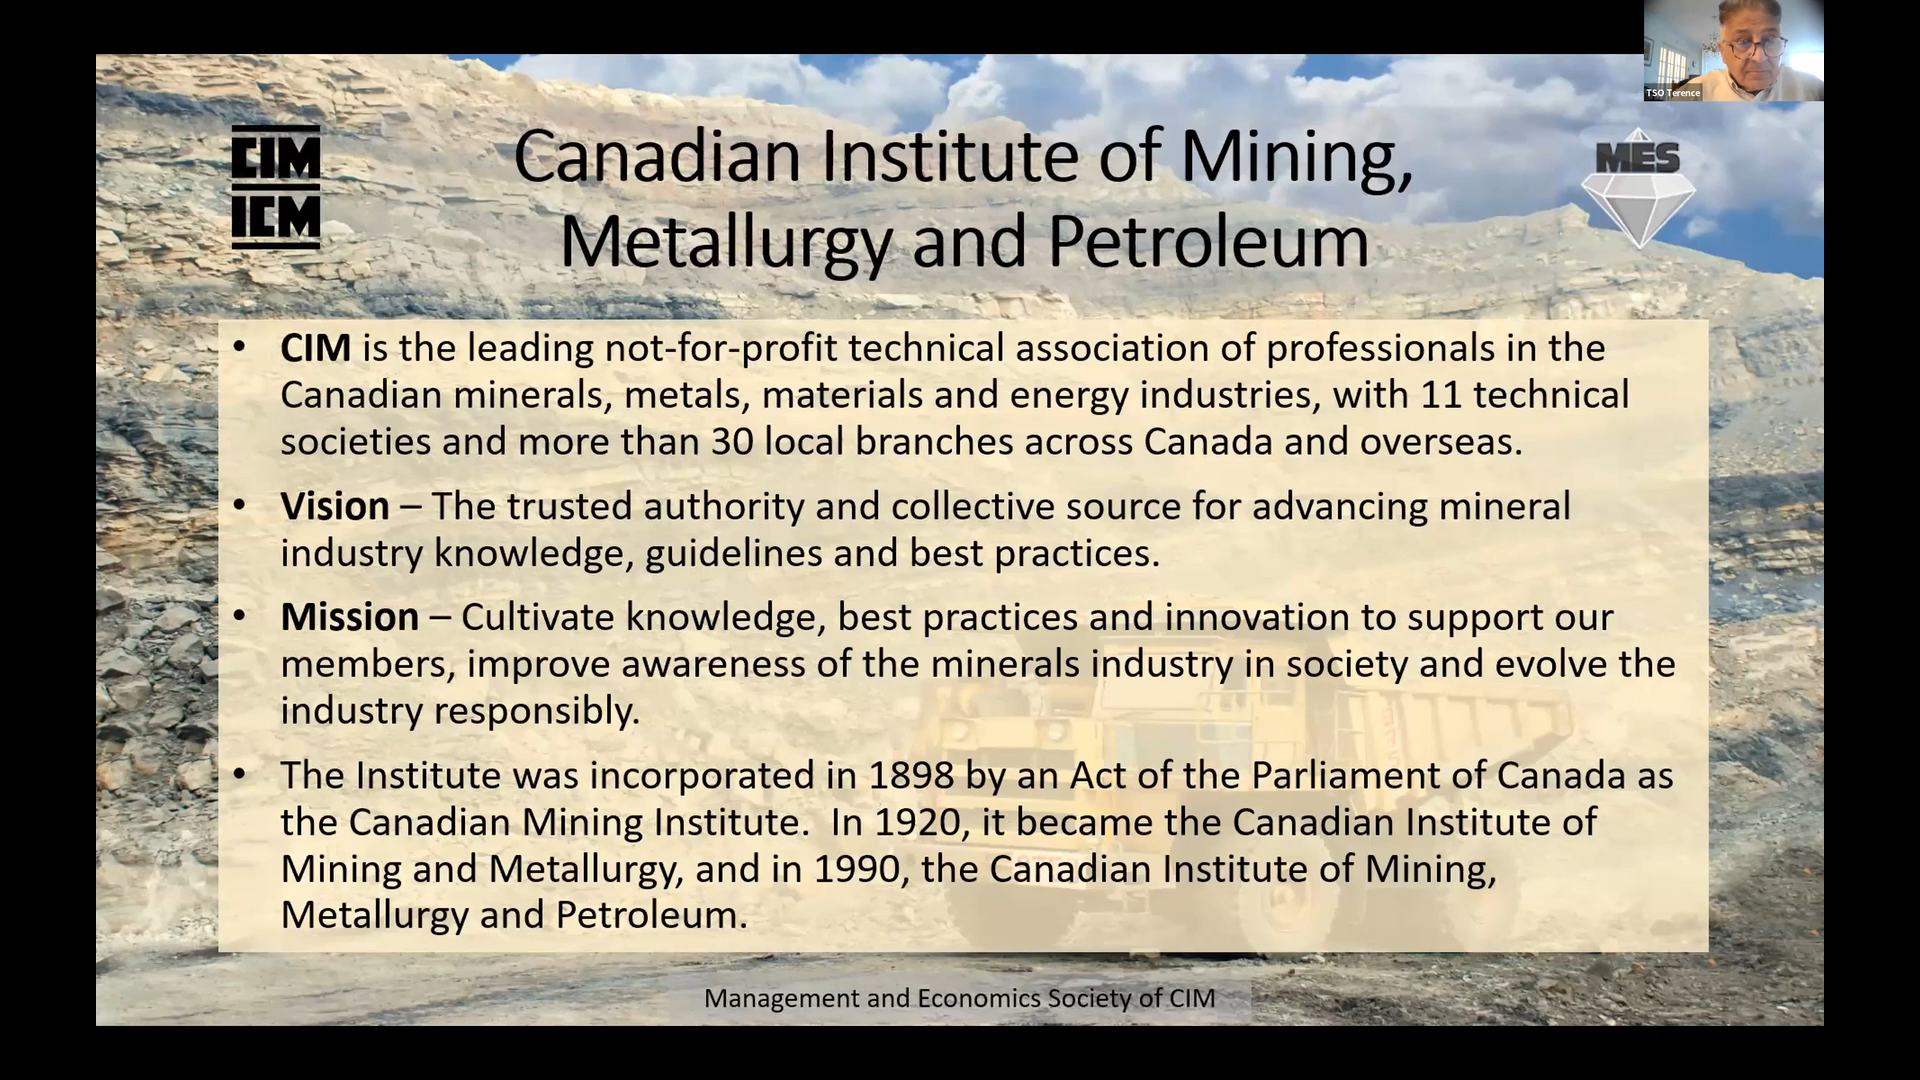 TSO Terence
CIM
ICM
Canadian Institute of Mining,
Metallurgy and Petroleum
MES
• CIM is the leading not-for-profit technical association of professionals in the
Canadian minerals, metals, materials and energy industries, with 11 technical
societies and more than 30 local branches across Canada and overseas.
• Vision – The trusted authority and collective source for advancing mineral
industry knowledge, guidelines and best practices.
• Mission – Cultivate knowledge, best practices and innovation to support our
members, improve awareness of the minerals industry in society and evolve the
industry responsibly.
• The Institute was incorporated in 1898 by an Act of the Parliament of Canada as
the Canadian Mining Institute.  In 1920, it became the Canadian Institute of
Mining and Metallurgy, and in 1990, the Canadian Institute of Mining,
Metallurgy and Petroleum.
Management and Economics Society of CIM